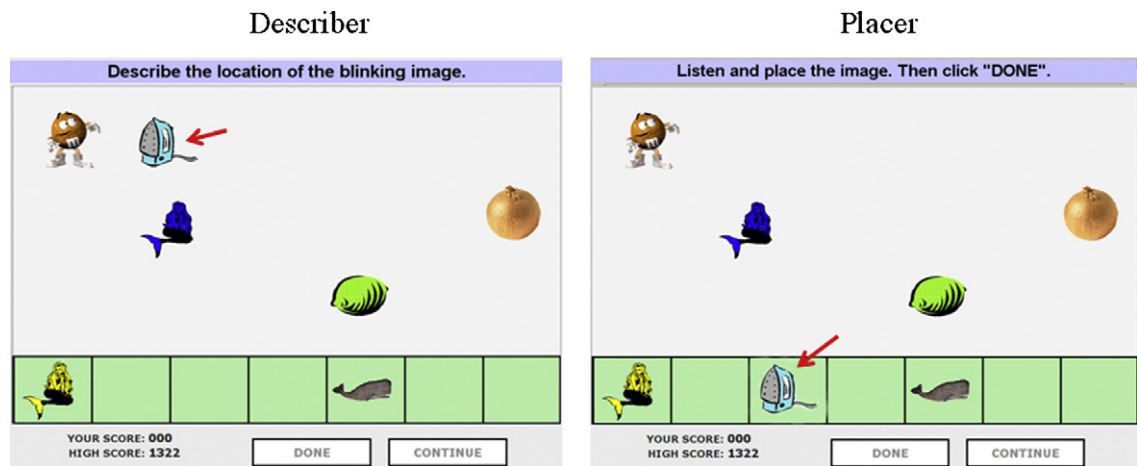 Describer
Describe the location of the blinking image.
YOUR SCORE: 000
HIGH SCORE: 1322
DONE
CONTINUE
Placer
Listen and place the image. Then click "DONE".
YOUR SCORE: 000
HIGH SCORE: 1322
DONE
CONTINUE